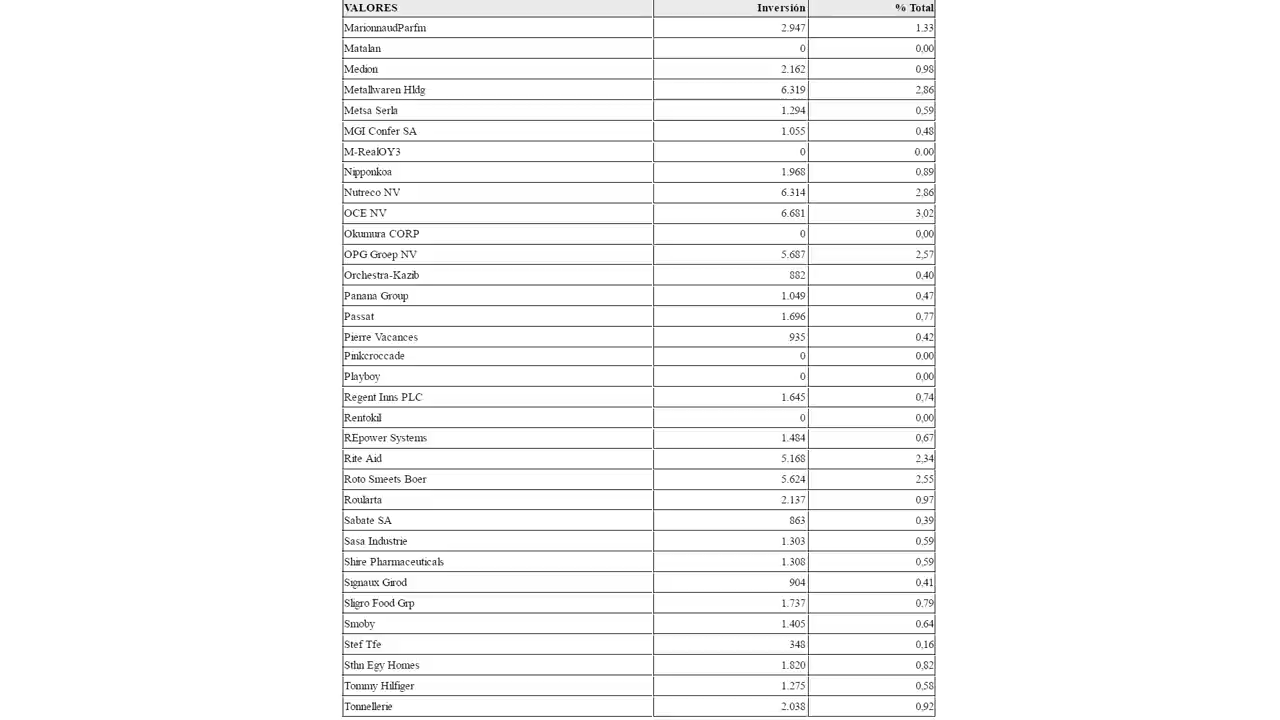 VALORES Inversión % Total
MarionnaudParfm 2.947 1.33
Matalan 0 0,00
Medion 2.162 0,98
Metallwaren Hldg 6.319 2,86
Metsa Serla 1.294 0,59
MGI Confer SA 1.055 0,48
M-RealOY3 0 0.00
Nipponkoa 1.968 0,89
Nutreco NV 6.314 2,86
OCE NV 6.681 3,02
Okumura CORP 0 0,00
OPG Groep NV 5.687 2,57
Orchestra-Kazib 882 0,40
Panana Group 1.049 0,47
Passat 1.696 0,77
Pierre Vacances 935 0,42
Pinkcroccade 0 0,00
Playboy 0 0,00
Regent Inns PLC 1.645 0,74
Rentokil 0 0,00
REpower Systems 1.484 0,67
Rite Aid 5.168 2,34
Roto Smeets Boer 5.624 2,55
Roularta 2.137 0,97
Sabate SA 863 0,39
Sasa Industrie 1.303 0,59
Shire Pharmaceuticals 1.308 0,59
Signaux Girod 904 0,41
Sligro Food Grp 1.737 0,79
Smoby 1.405 0,64
Stef Tfe 348 0,16
Sthn Egy Homes 1.820 0,82
Tommy Hilfiger 1.275 0,58
Tonnellerie 2.038 0,92